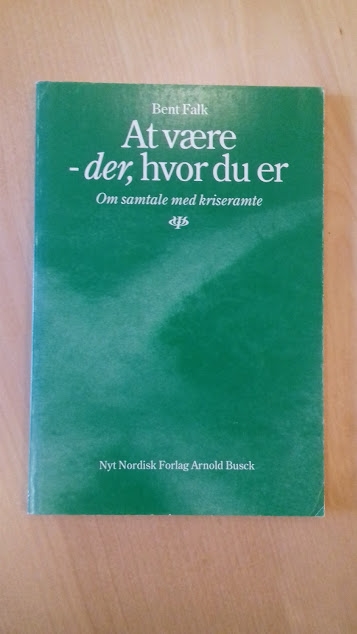 Bent Falk
At være
- der, hvor du er
Om samtale med kriseramte
Nyt Nordisk Forlag Arnold Busck